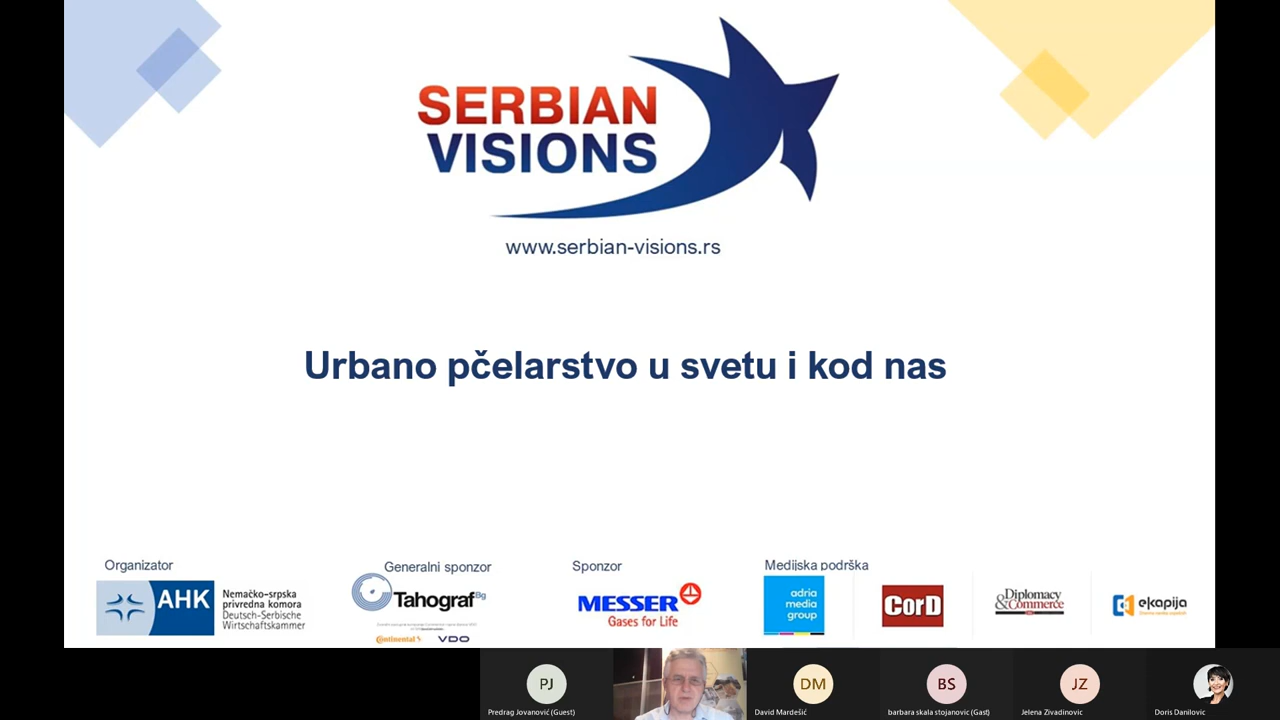 SERBIAN
VISIONS
www.serbian-visions.rs
Urbano pčelarstvo u svetu i kod nas
Organizator
Generalni sponzor
Sponzor
Medijska podrška
AHK
Nemačko-srpska
privredna komora
Deutsch-Serbische
Wirtschaftskammer
Tahograf Bg
Continental
VDO
MESSER
Gases for Life
adria
media
group
CorD
Diplomacy
&Commerce
ekapija
PJ
DM
BS
JZ
Predrag Jovanović (Guest)
David Mardešić
barbara skala stojanovic (Gast)
Jelena Zivadinovic
Doris Danilovic